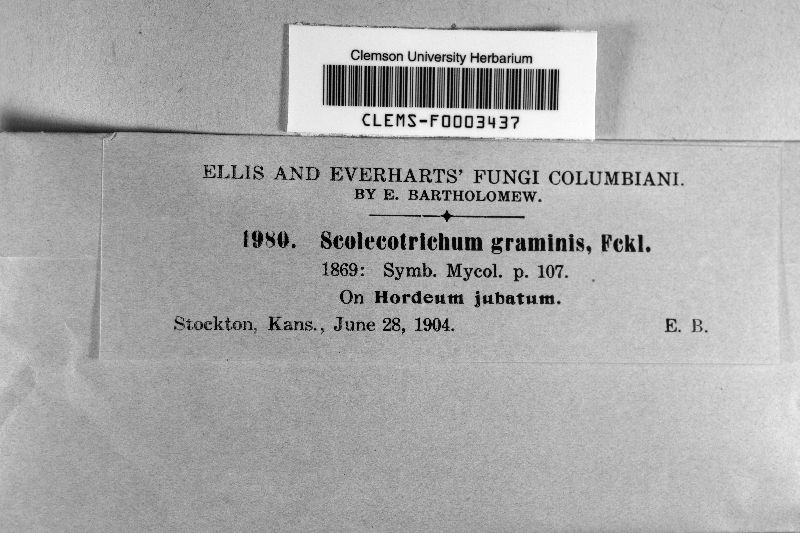 Clemson University Herbarium
CLEMS-F0003437
ELLIS AND EVERHARTS' FUNGI COLUMBIANI.
BY E. BARTHOLOMEW.
1980. Scolecotrichum graminis, Fckl.
1869: Symb. Mycol. p. 107.
On Hordeum jubatum.
Stockton, Kans., June 28, 1904. E. B.